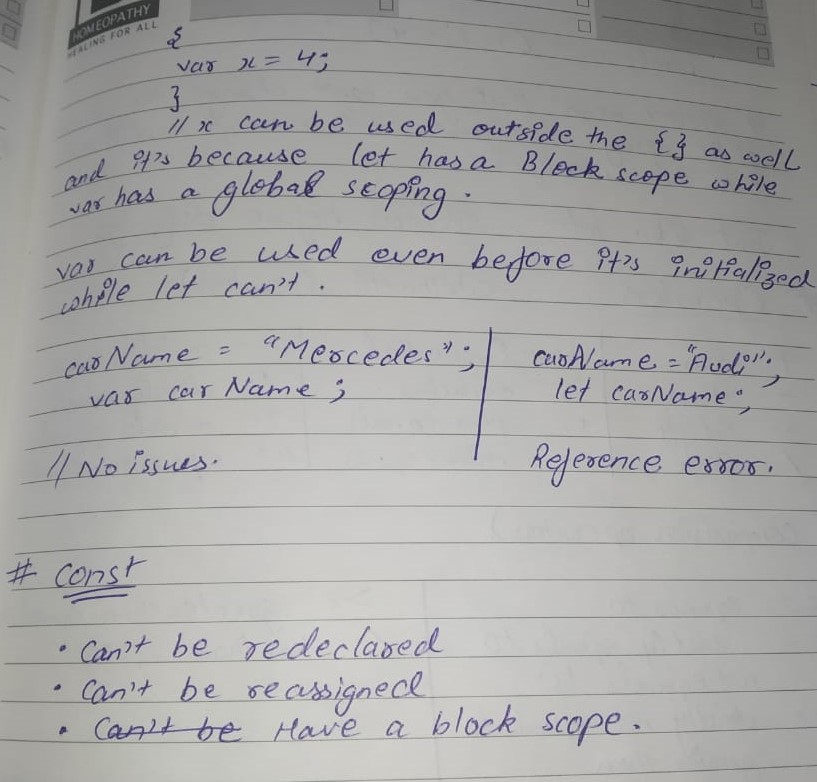 HOMEOPATHY
HEALING FOR ALL
{
var x = 4;
}
// x can be used outside the {} as well
and it's because let has a Block scope while
var has a global scoping.
var can be used even before it's initialized
while let can't.
carName = "Mercedes"; | carName = "Audi";
var carName; | let carName;
// No issues. Reference error.
# const
• Can't be redeclared
• Can't be reassigned
• Can't be Have a block scope.